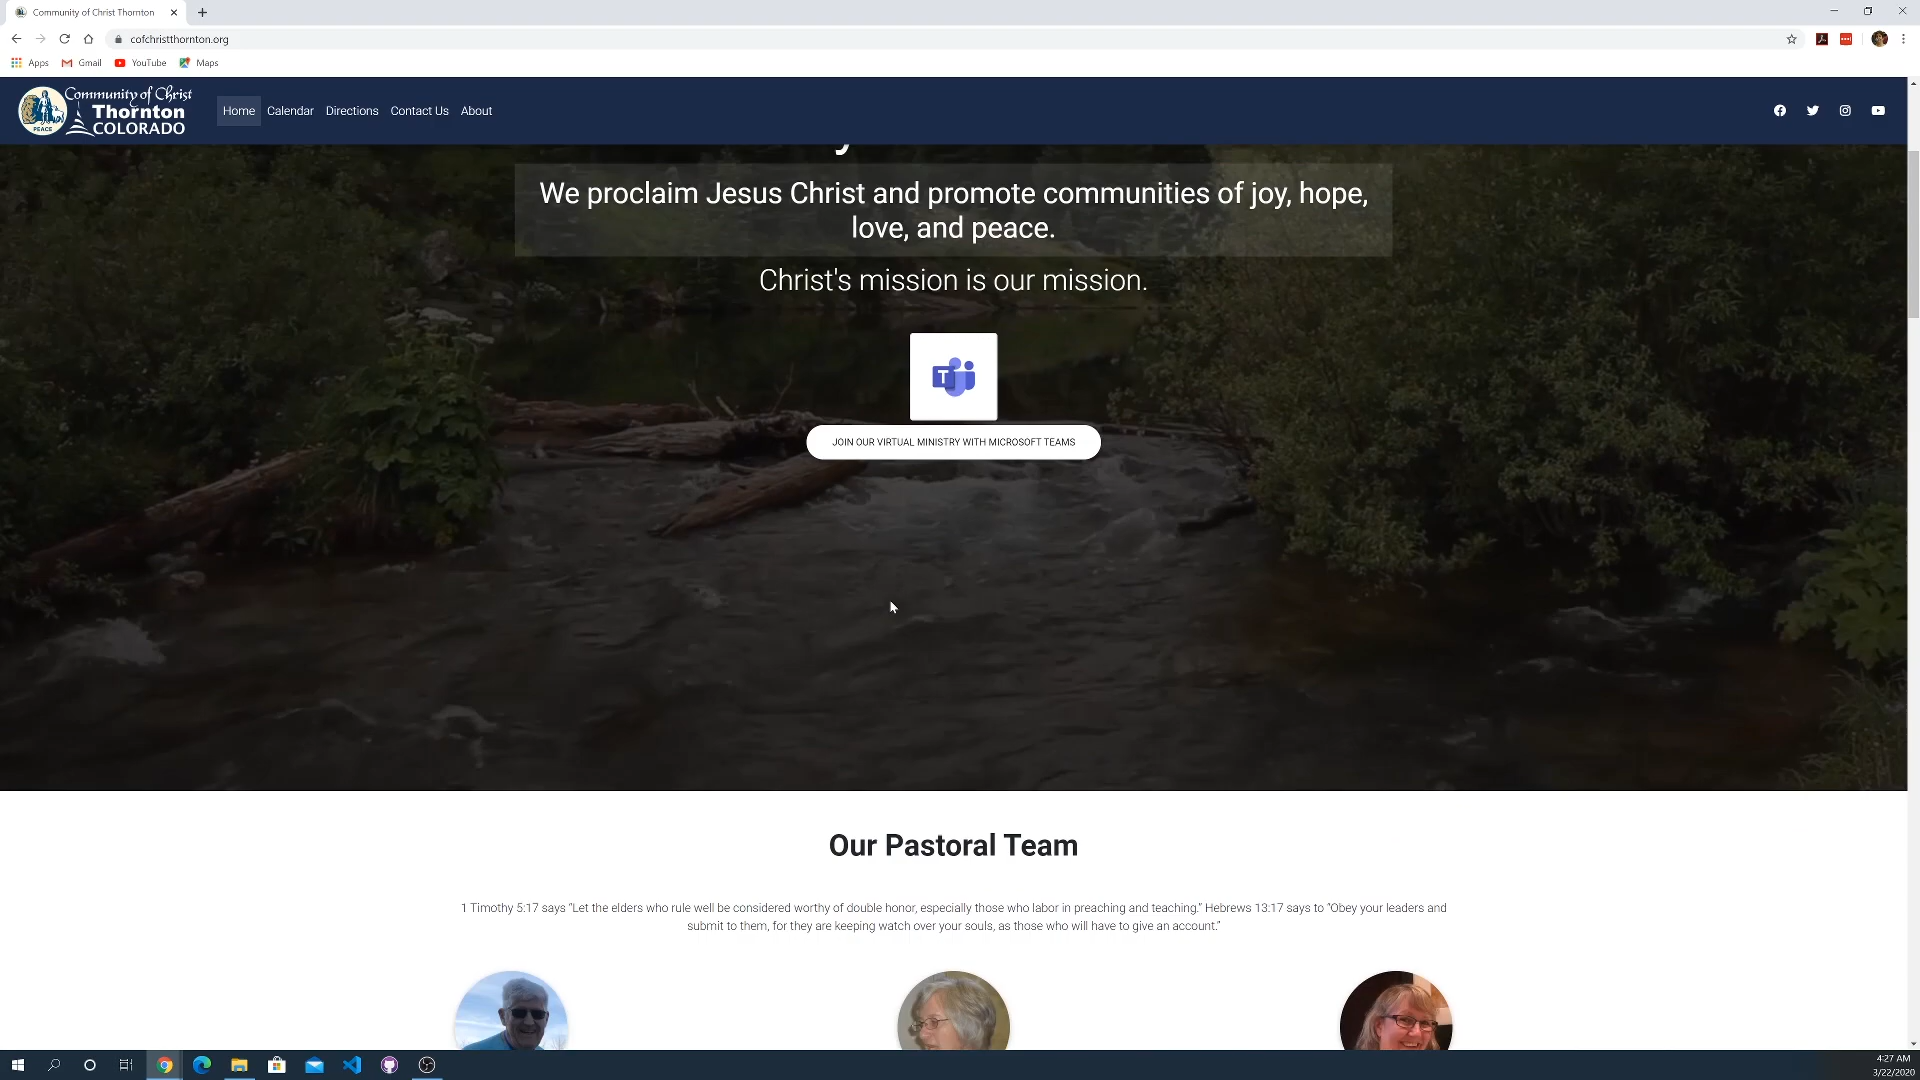 Community of Christ Thornton
cofchristthornton.org
Apps
Gmail
YouTube
Maps
Community of Christ
Thornton
COLORADO
PEACE
Home
Calendar
Directions
Contact Us
About
We proclaim Jesus Christ and promote communities of joy, hope,
love, and peace.
Christ's mission is our mission.
T
JOIN OUR VIRTUAL MINISTRY WITH MICROSOFT TEAMS
Our Pastoral Team
1 Timothy 5:17 says “Let the elders who rule well be considered worthy of double honor, especially those who labor in preaching and teaching.” Hebrews 13:17 says to “Obey your leaders and
submit to them, for they are keeping watch over your souls, as those who will have to give an account.”
4:27 AM
3/22/2020